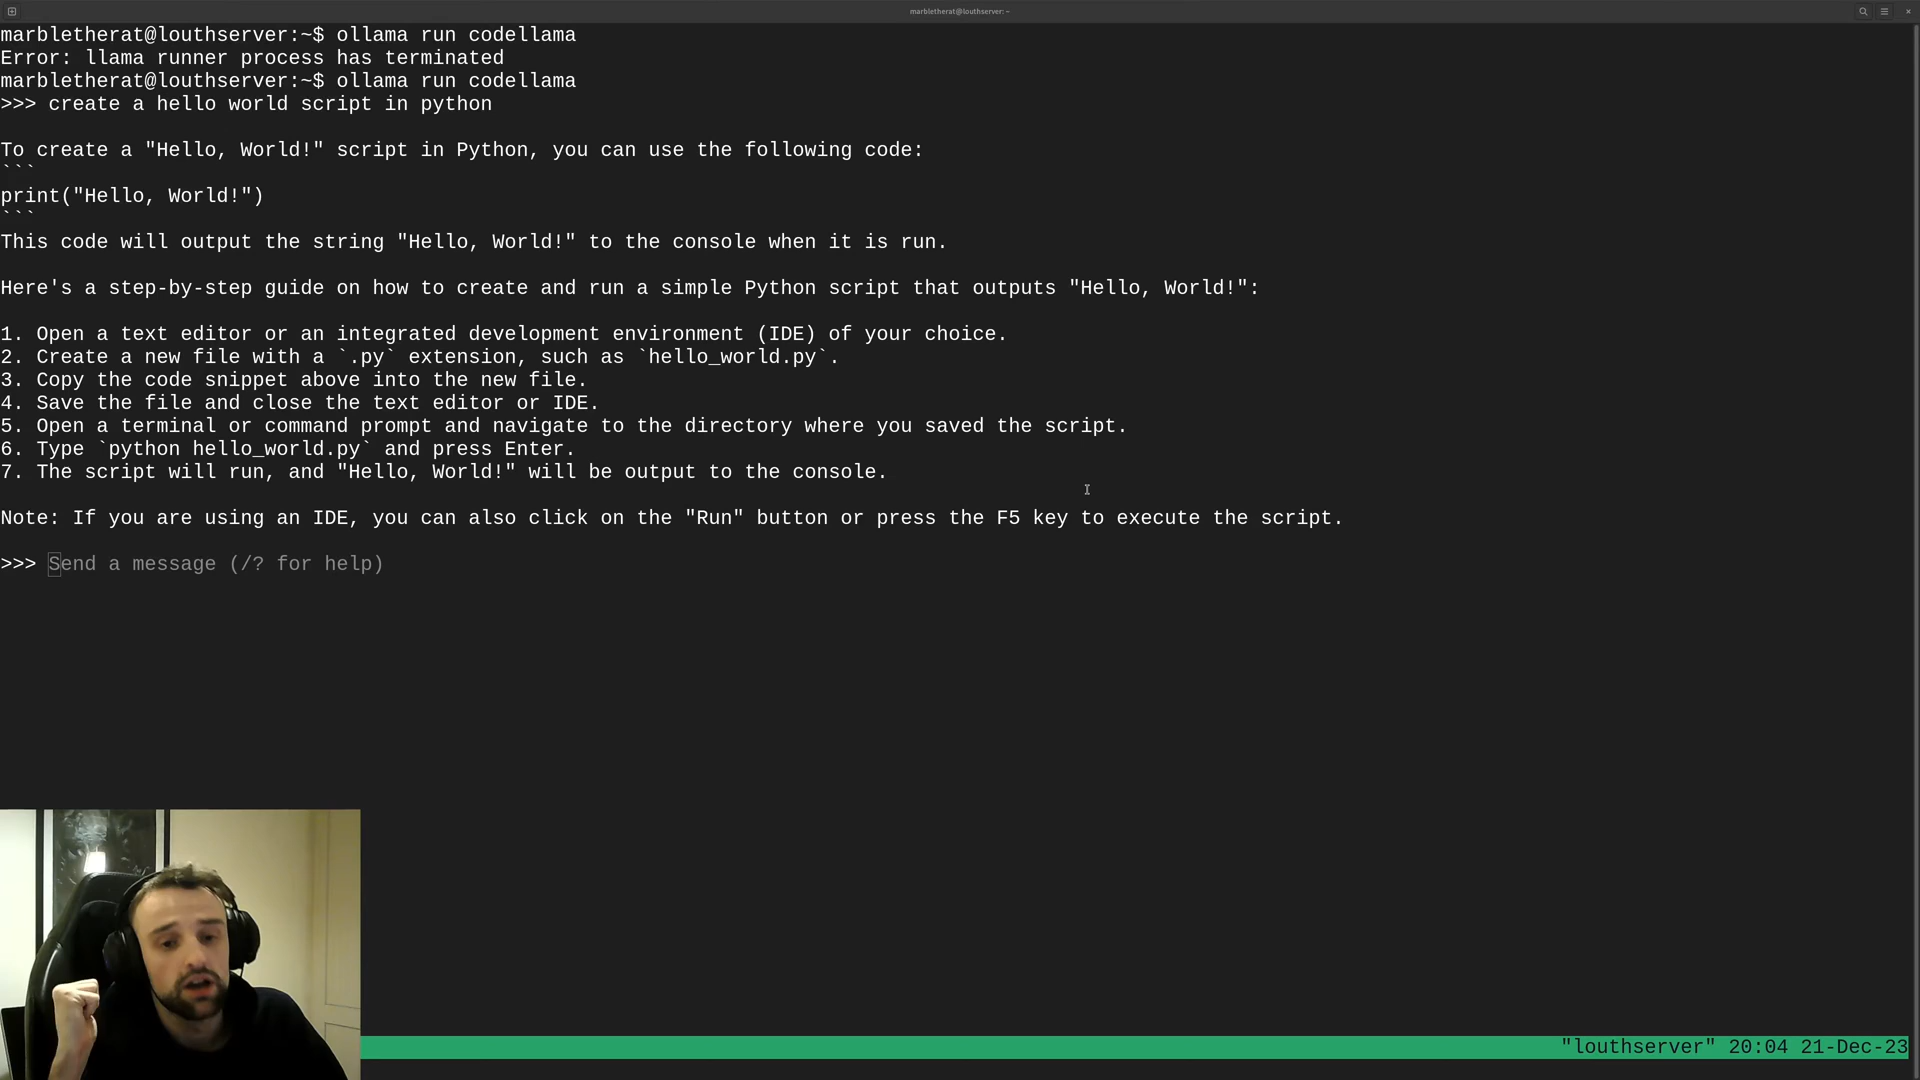 marbletherat@louthserver: ~
marbletherat@louthserver:~$ ollama run codellama
Error: llama runner process has terminated
marbletherat@louthserver:~$ ollama run codellama
>>> create a hello world script in python
To create a "Hello, World!" script in Python, you can use the following code:
```
print("Hello, World!")
```
This code will output the string "Hello, World!" to the console when it is run.
Here's a step-by-step guide on how to create and run a simple Python script that outputs "Hello, World!":
1. Open a text editor or an integrated development environment (IDE) of your choice.
2. Create a new file with a `.py` extension, such as `hello_world.py`.
3. Copy the code snippet above into the new file.
4. Save the file and close the text editor or IDE.
5. Open a terminal or command prompt and navigate to the directory where you saved the script.
6. Type `python hello_world.py` and press Enter.
7. The script will run, and "Hello, World!" will be output to the console.
Note: If you are using an IDE, you can also click on the "Run" button or press the F5 key to execute the script.
>>> Send a message (/? for help)
"louthserver" 20:04 21-Dec-23